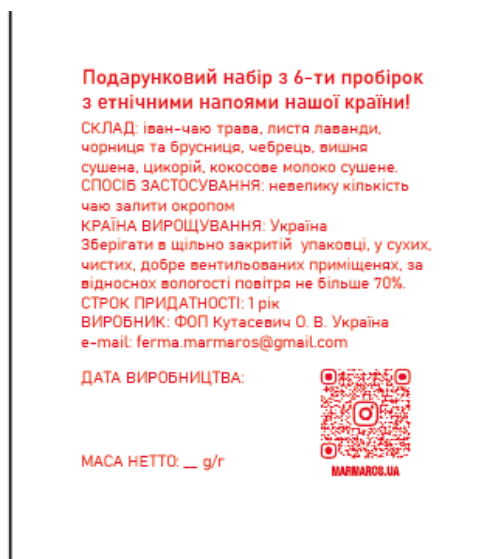 Подарунковий набір з 6-ти пробірок
з етнічними напоями нашої країни!
СКЛАД: іван-чаю трава, листя лаванди,
чорниця та брусниця, чебрець, вишня
сушена, цикорій, кокосове молоко сушене.
СПОСІБ ЗАСТОСУВАННЯ: невелику кількість
чаю залити окропом
КРАЇНА ВИРОЩУВАННЯ: Україна
Зберігати в щільно закритій упаковці, у сухих,
чистих, добре вентильованих приміщенях, за
відноснох вологості повітря не більше 70%.
СТРОК ПРИДАТНОСТІ: 1 рік
ВИРОБНИК: ФОП Кутасевич О. В. Україна
e-mail: ferma.marmaros@gmail.com
ДАТА ВИРОБНИЦТВА:
МАСА НЕТТО: __ g/г
MARMAROS.UA